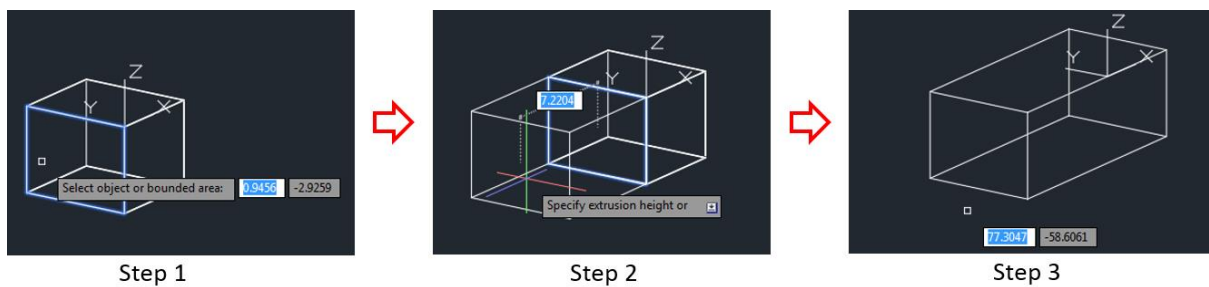 Z
Y
X
Select object or bounded area: 0.9456 -2.9259
Step 1
Z
Y
X
7.2204
Specify extrusion height or
Step 2
Z
Y
X
77.3047 -58.6061
Step 3